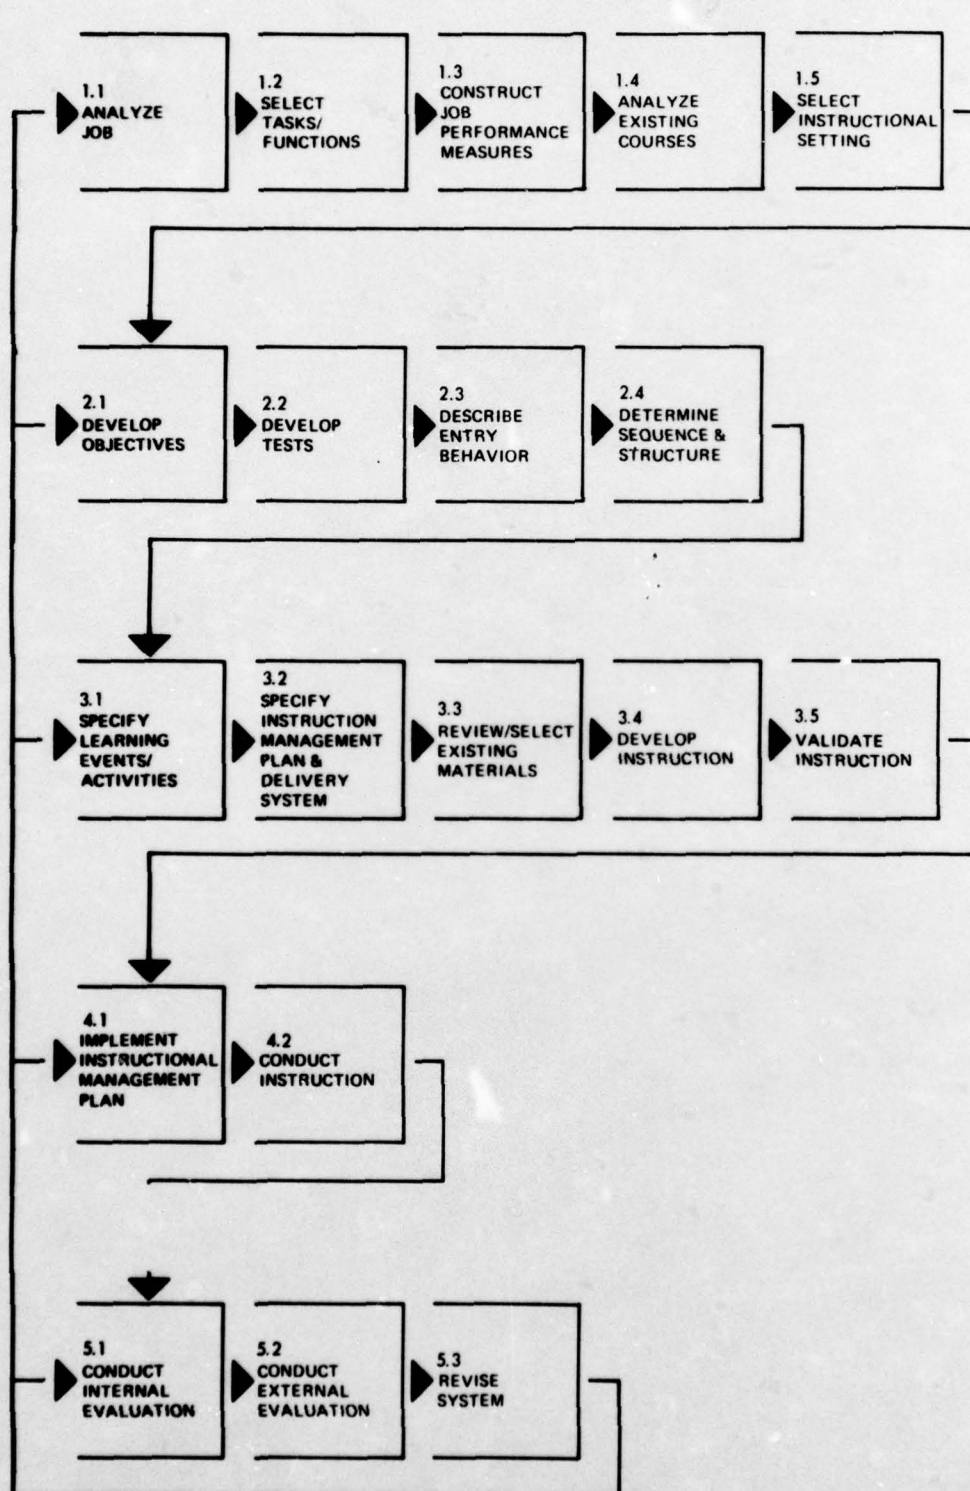 1.1
ANALYZE
JOB
1.2
SELECT
TASKS/
FUNCTIONS
1.3
CONSTRUCT
JOB
PERFORMANCE
MEASURES
1.4
ANALYZE
EXISTING
COURSES
1.5
SELECT
INSTRUCTIONAL
SETTING
2.1
DEVELOP
OBJECTIVES
2.2
DEVELOP
TESTS
2.3
DESCRIBE
ENTRY
BEHAVIOR
2.4
DETERMINE
SEQUENCE &
STRUCTURE
3.1
SPECIFY
LEARNING
EVENTS/
ACTIVITIES
3.2
SPECIFY
INSTRUCTION
MANAGEMENT
PLAN &
DELIVERY
SYSTEM
3.3
REVIEW/SELECT
EXISTING
MATERIALS
3.4
DEVELOP
INSTRUCTION
3.5
VALIDATE
INSTRUCTION
4.1
IMPLEMENT
INSTRUCTIONAL
MANAGEMENT
PLAN
4.2
CONDUCT
INSTRUCTION
5.1
CONDUCT
INTERNAL
EVALUATION
5.2
CONDUCT
EXTERNAL
EVALUATION
5.3
REVISE
SYSTEM